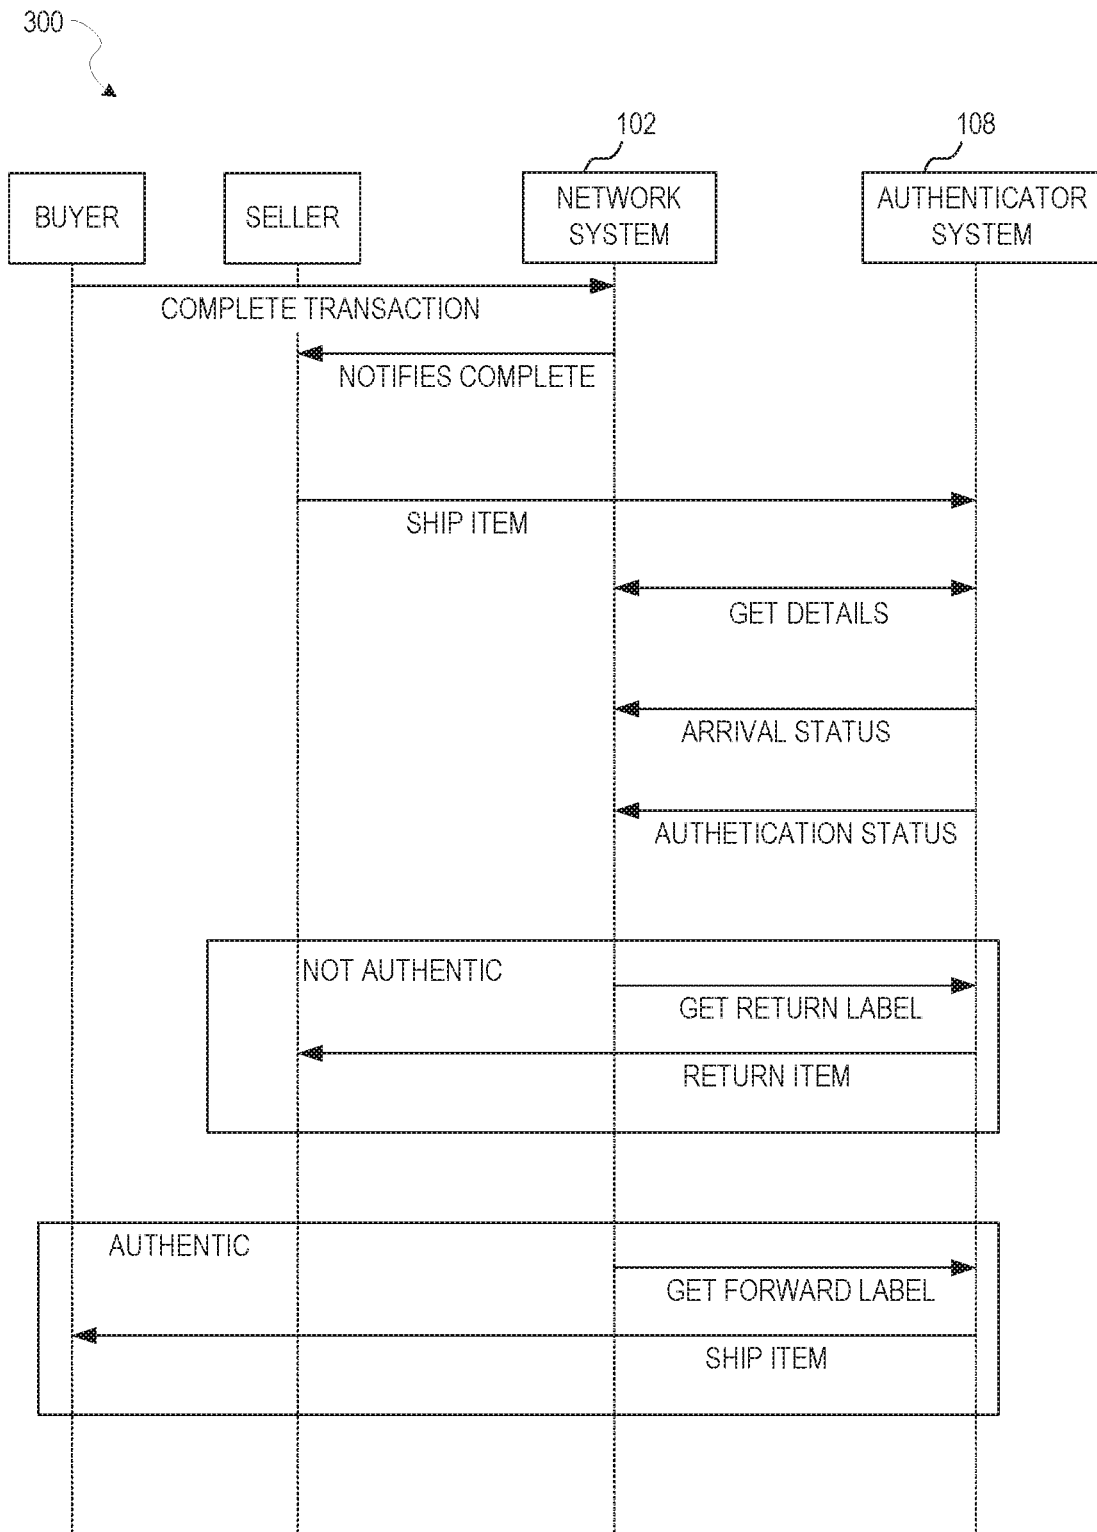 300
102
108
BUYER
SELLER
NETWORK
SYSTEM
AUTHENTICATOR
SYSTEM
COMPLETE TRANSACTION
NOTIFIES COMPLETE
SHIP ITEM
GET DETAILS
ARRIVAL STATUS
AUTHETICATION STATUS
NOT AUTHENTIC
GET RETURN LABEL
RETURN ITEM
AUTHENTIC
GET FORWARD LABEL
SHIP ITEM